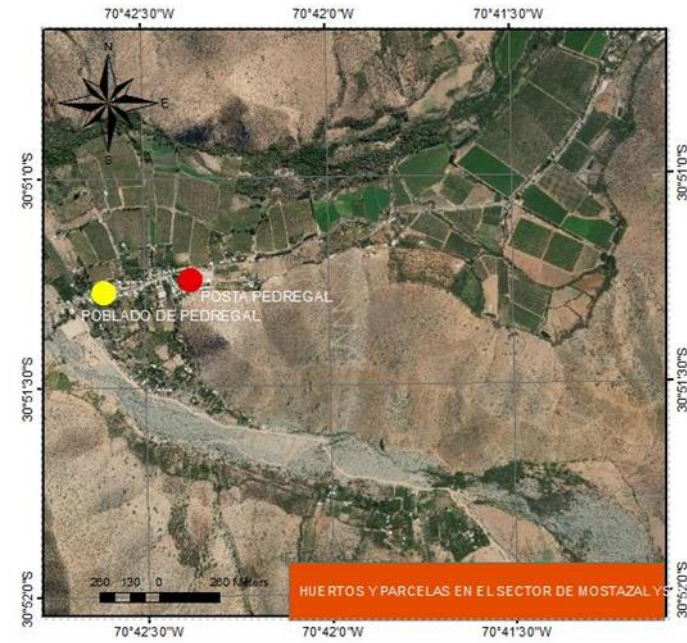 70°42'30"W 70°42'0"W 70°41'30"W
N
W E
S
30°51'0"S 30°51'0"S
POSTA PEDREGAL
POBLADO DE PEDREGAL
30°51'30"S 30°51'30"S
260 130 0 260 Meters
HUERTOS Y PARCELAS EN EL SECTOR DE MOSTAZAL YS
30°52'0"S 30°52'0"S
70°42'30"W 70°42'0"W 70°41'30"W